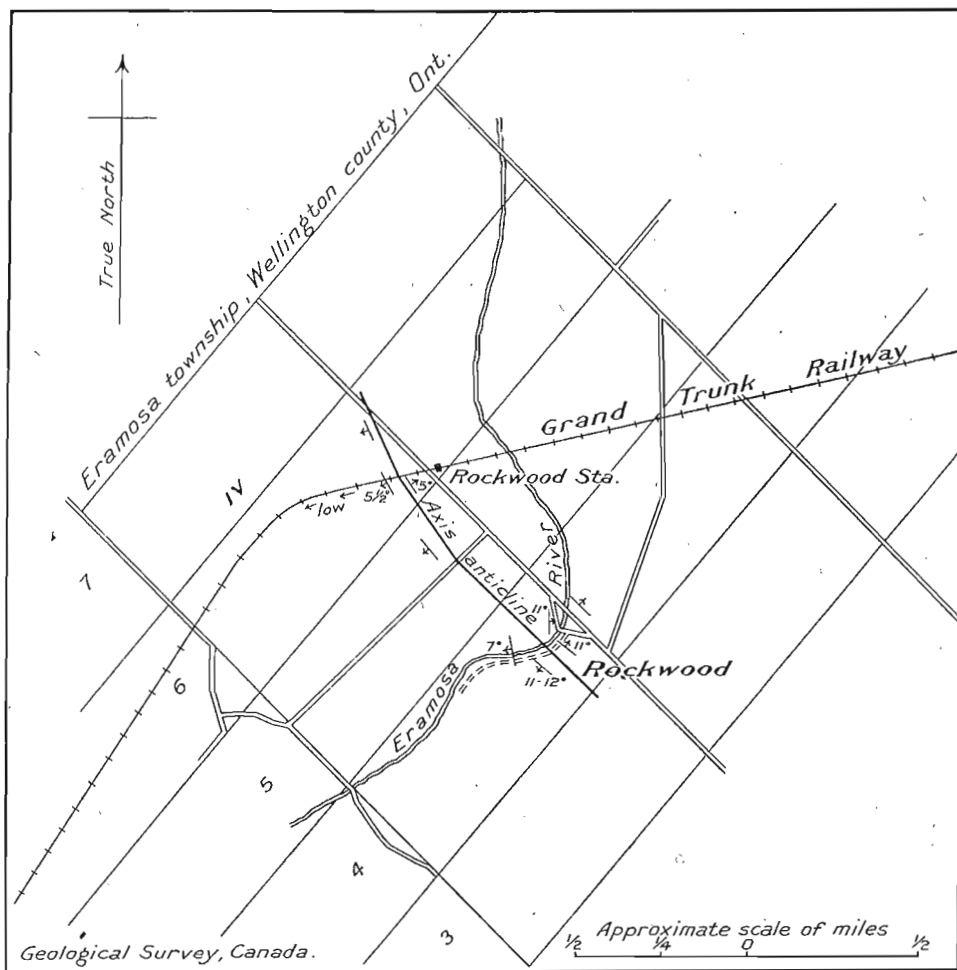 Eramosa township, Wellington county, Ont.
True North
Grand Trunk Railway
Rockwood Sta.
5½°
5°
low
IV
Axis anticline
River
11°
11°
7°
11-12°
Rockwood
Eramosa
7
6
5
4
3
Geological Survey, Canada.
Approximate scale of miles
½ ¼ 0 ½